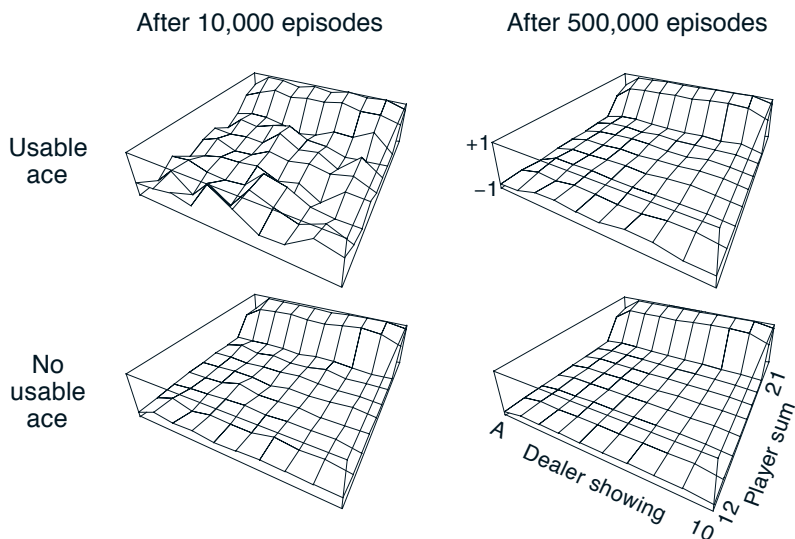 After 10,000 episodes
After 500,000 episodes
Usable
ace
+1
−1
No
usable
ace
A
Dealer showing
10
12
Player sum
21